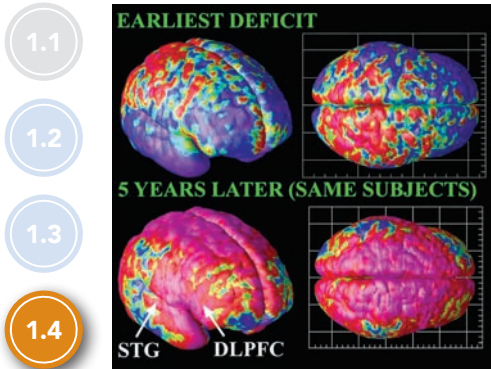 1.1
1.2
1.3
1.4
EARLIEST DEFICIT
5 YEARS LATER (SAME SUBJECTS)
STG
DLPFC